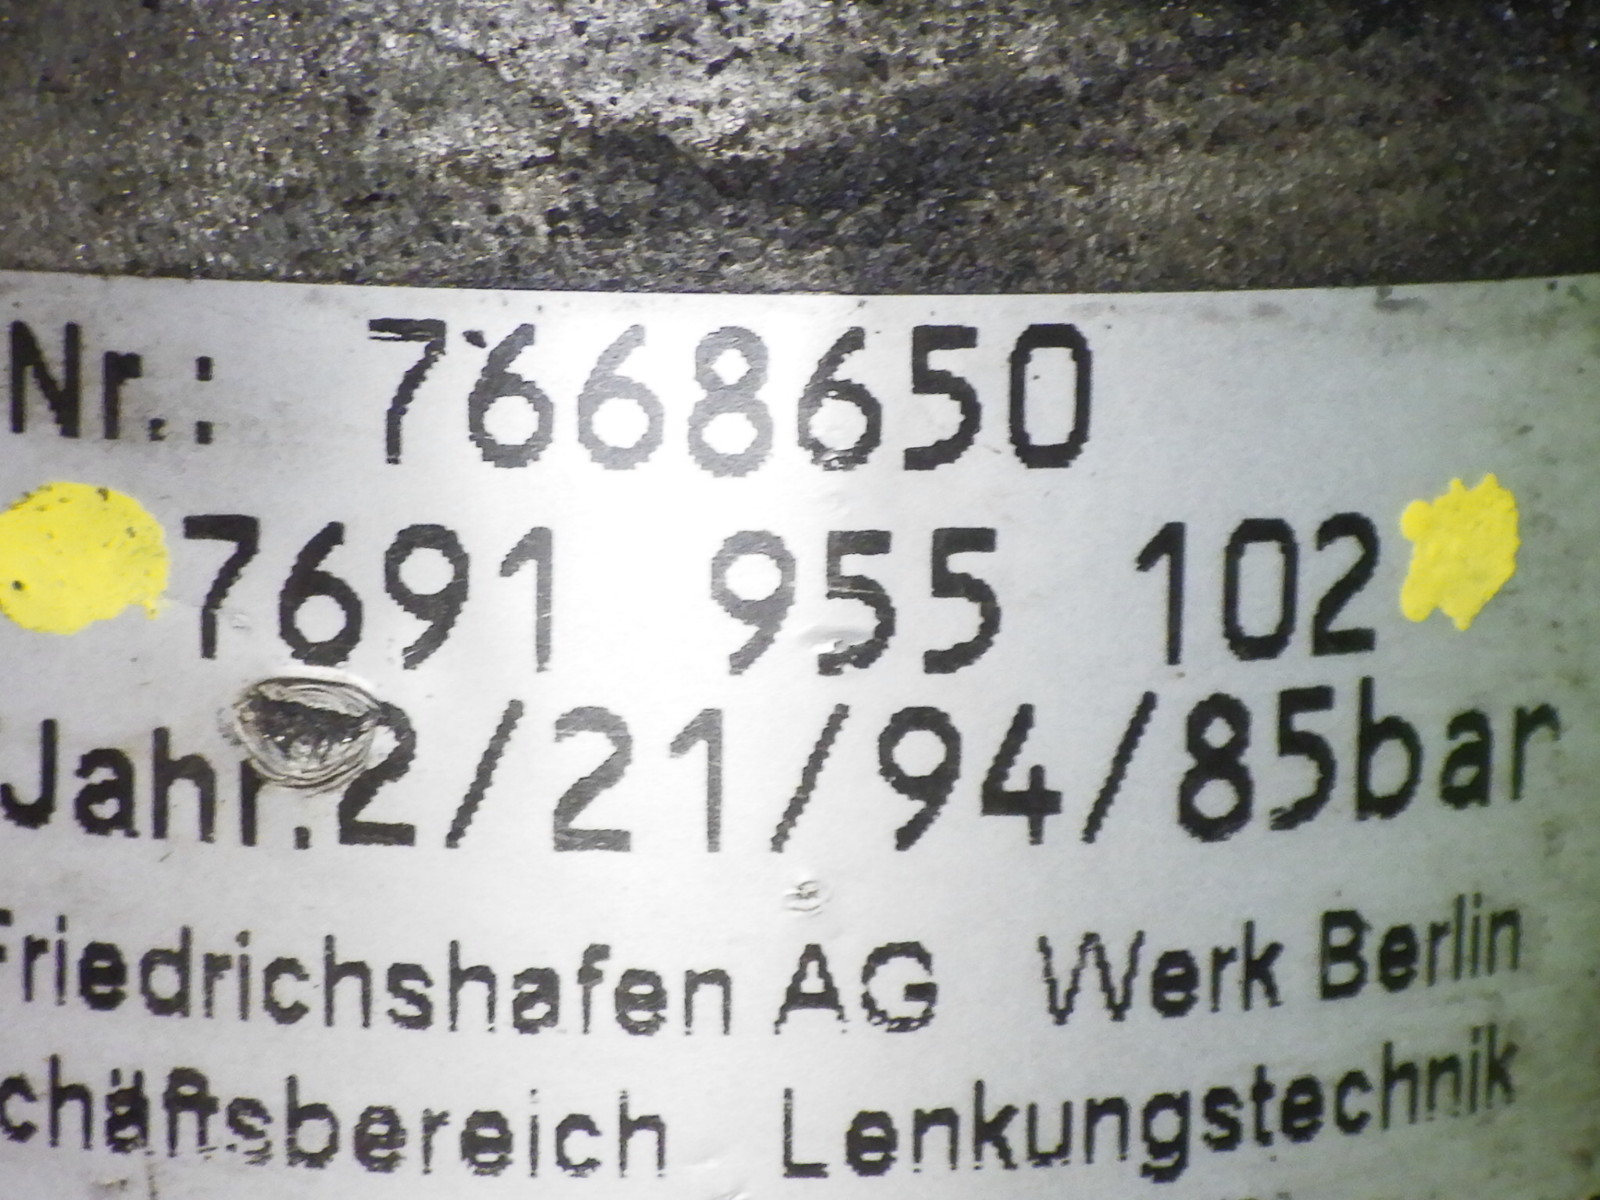 Nr.: 7668650
7691 955 102
Jahr.2/21/94/85bar
Friedrichshafen AG Werk Berlin
chäftsbereich Lenkungstechnik